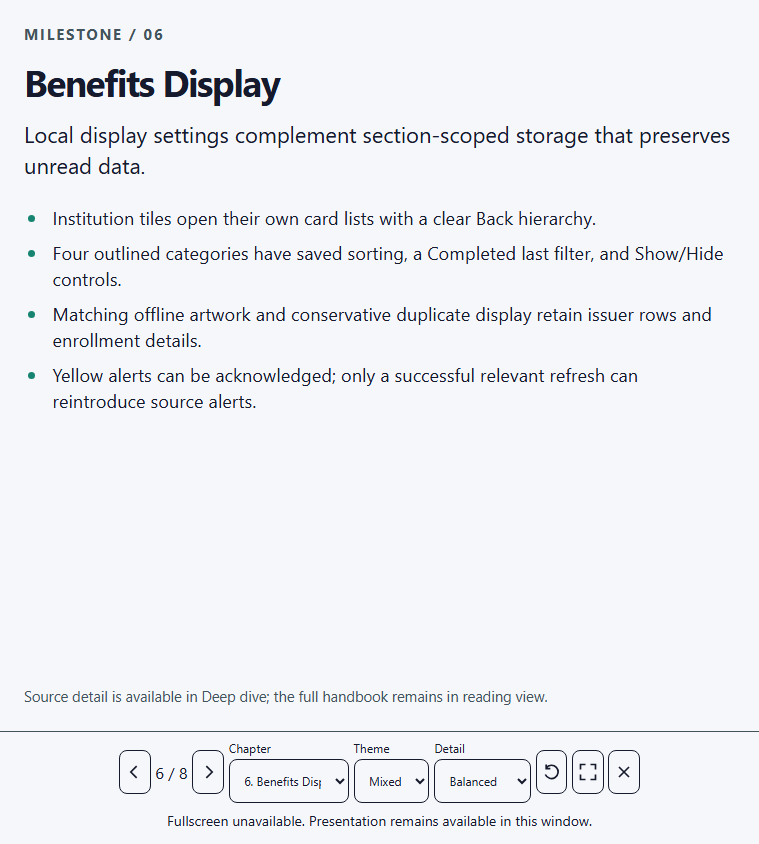 MILESTONE / 06
Benefits Display
Local display settings complement section-scoped storage that preserves
unread data.
Institution tiles open their own card lists with a clear Back hierarchy.
Four outlined categories have saved sorting, a Completed last filter, and Show/Hide
controls.
Matching offline artwork and conservative duplicate display retain issuer rows and
enrollment details.
Yellow alerts can be acknowledged; only a successful relevant refresh can
reintroduce source alerts.
Source detail is available in Deep dive; the full handbook remains in reading view.
Chapter Theme Detail
6 / 8 6. Benefits Disp Mixed Balanced
Fullscreen unavailable. Presentation remains available in this window.